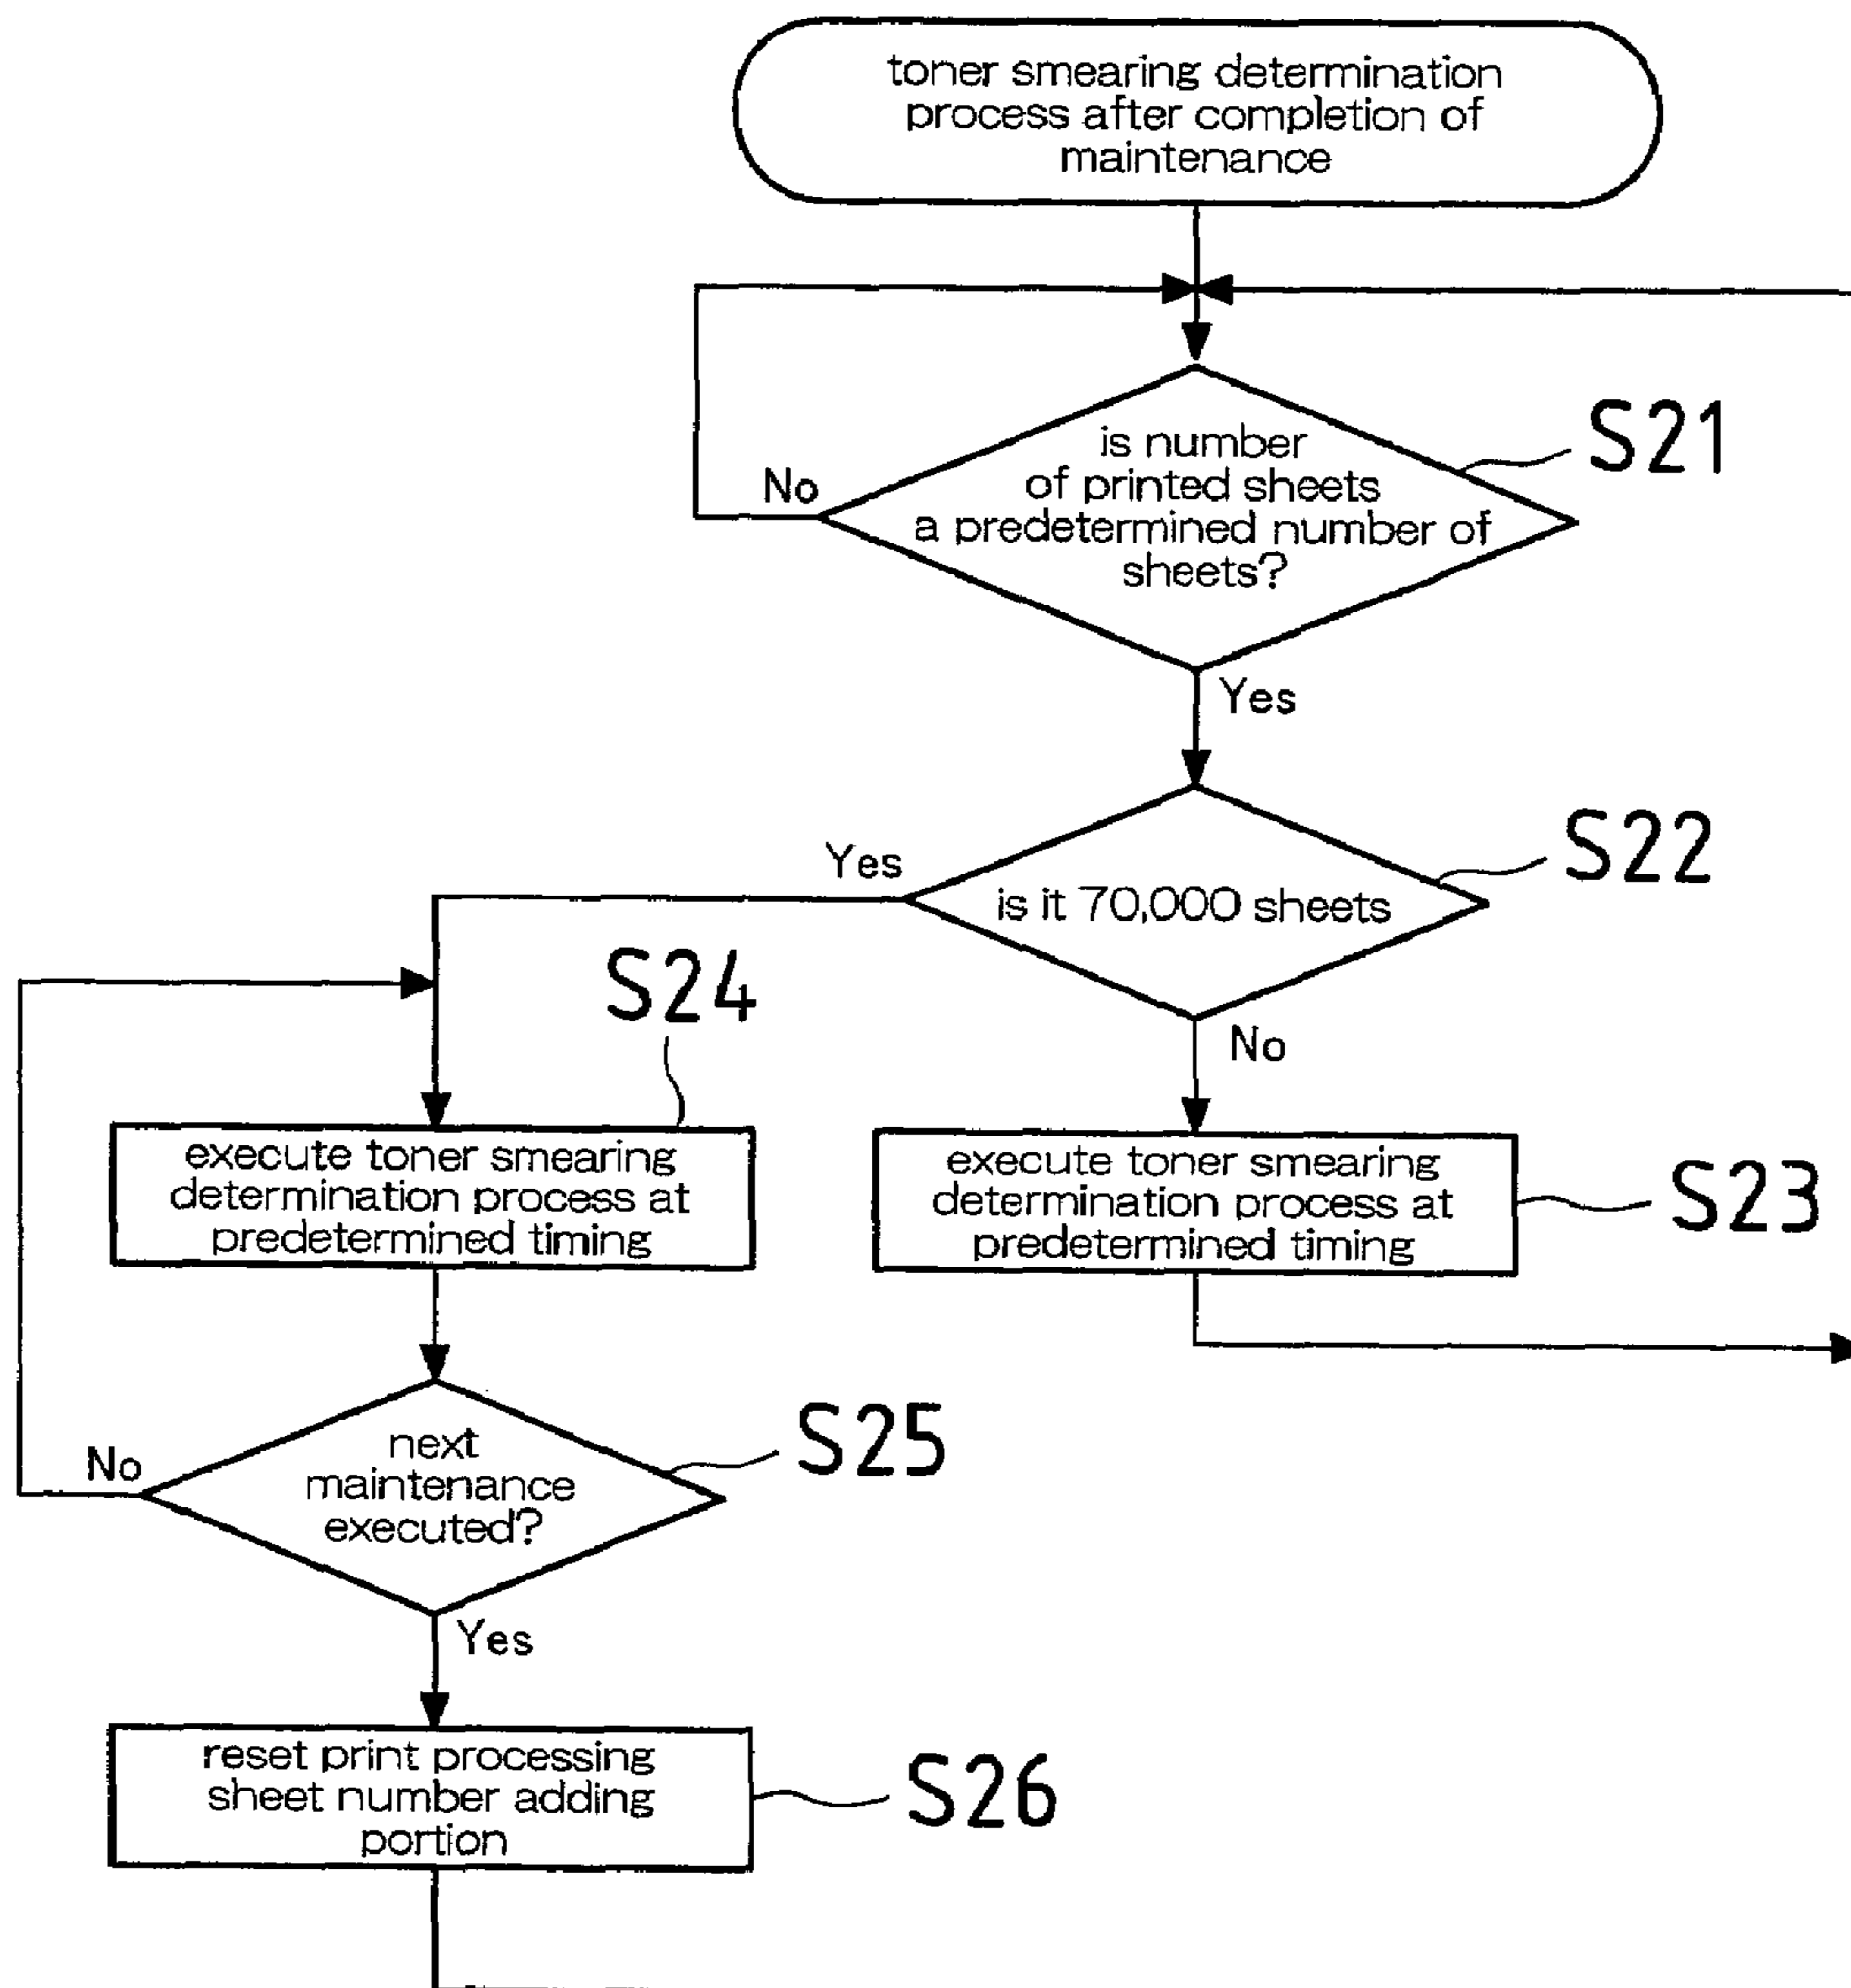 toner smearing determination
process after completion of
maintenance
is number
of printed sheets
a predetermined number of
sheets?
S21
No
Yes
is it 70,000 sheets
S22
Yes
No
S24
execute toner smearing
determination process at
predetermined timing
execute toner smearing
determination process at
predetermined timing
S23
next
maintenance
executed?
S25
No
Yes
reset print processing
sheet number adding
portion
S26